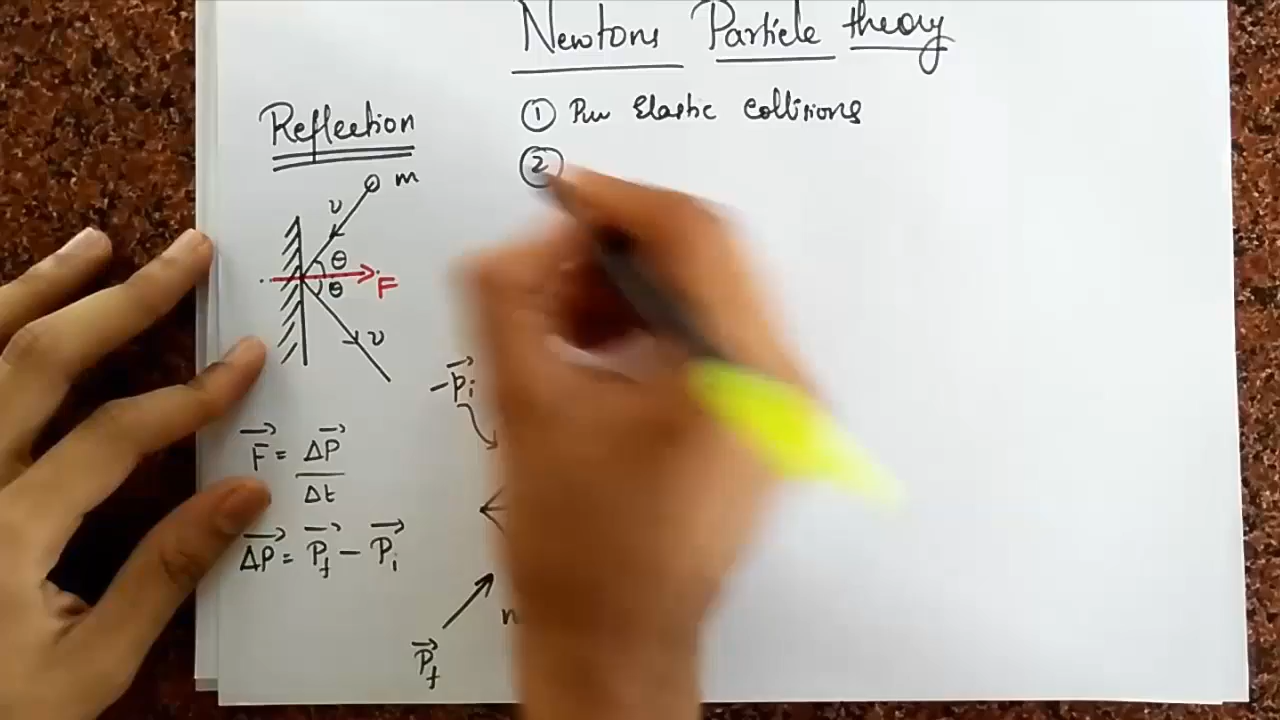 Newtons Particle theory
Reflection
① Pure Elastic Collisions
②
m
v
θ
θ
F
v
-p⃗i
F⃗ = ΔP⃗
Δt
ΔP⃗ = P⃗f - P⃗i
P⃗f